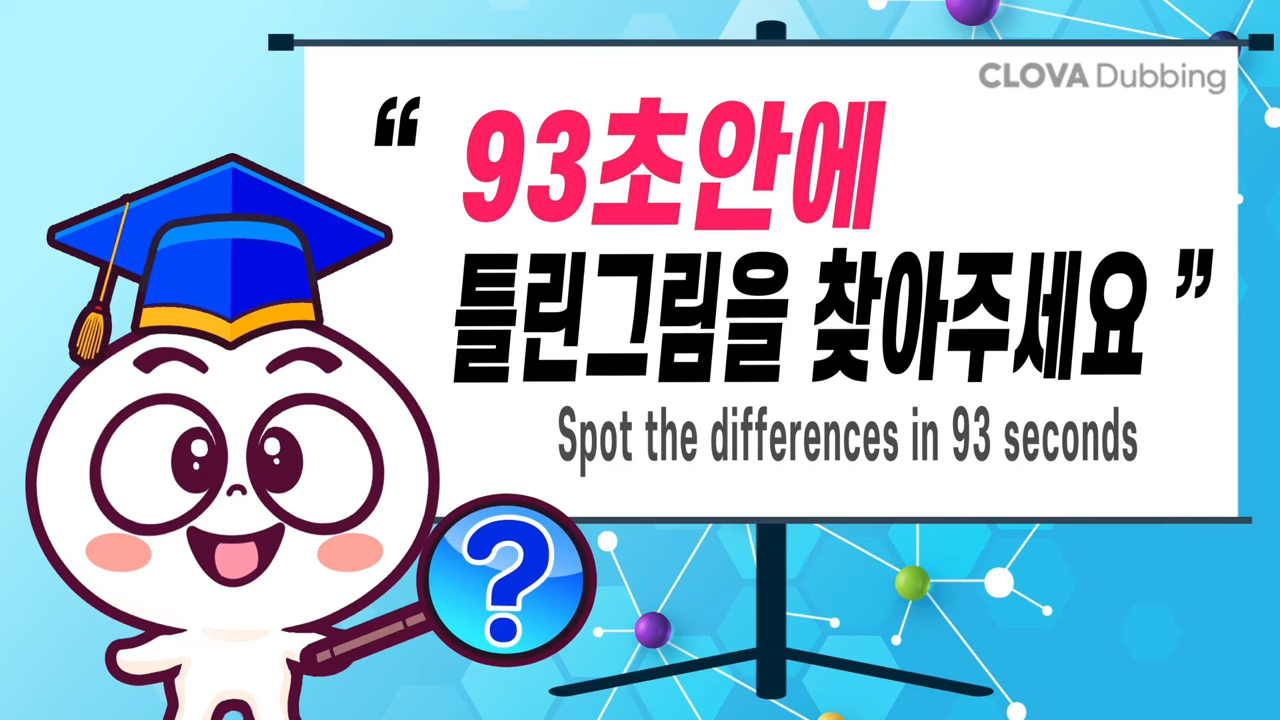 CLOVA Dubbing
“ 93초안에
틀린그림을 찾아주세요 ”
Spot the differences in 93 seconds
?